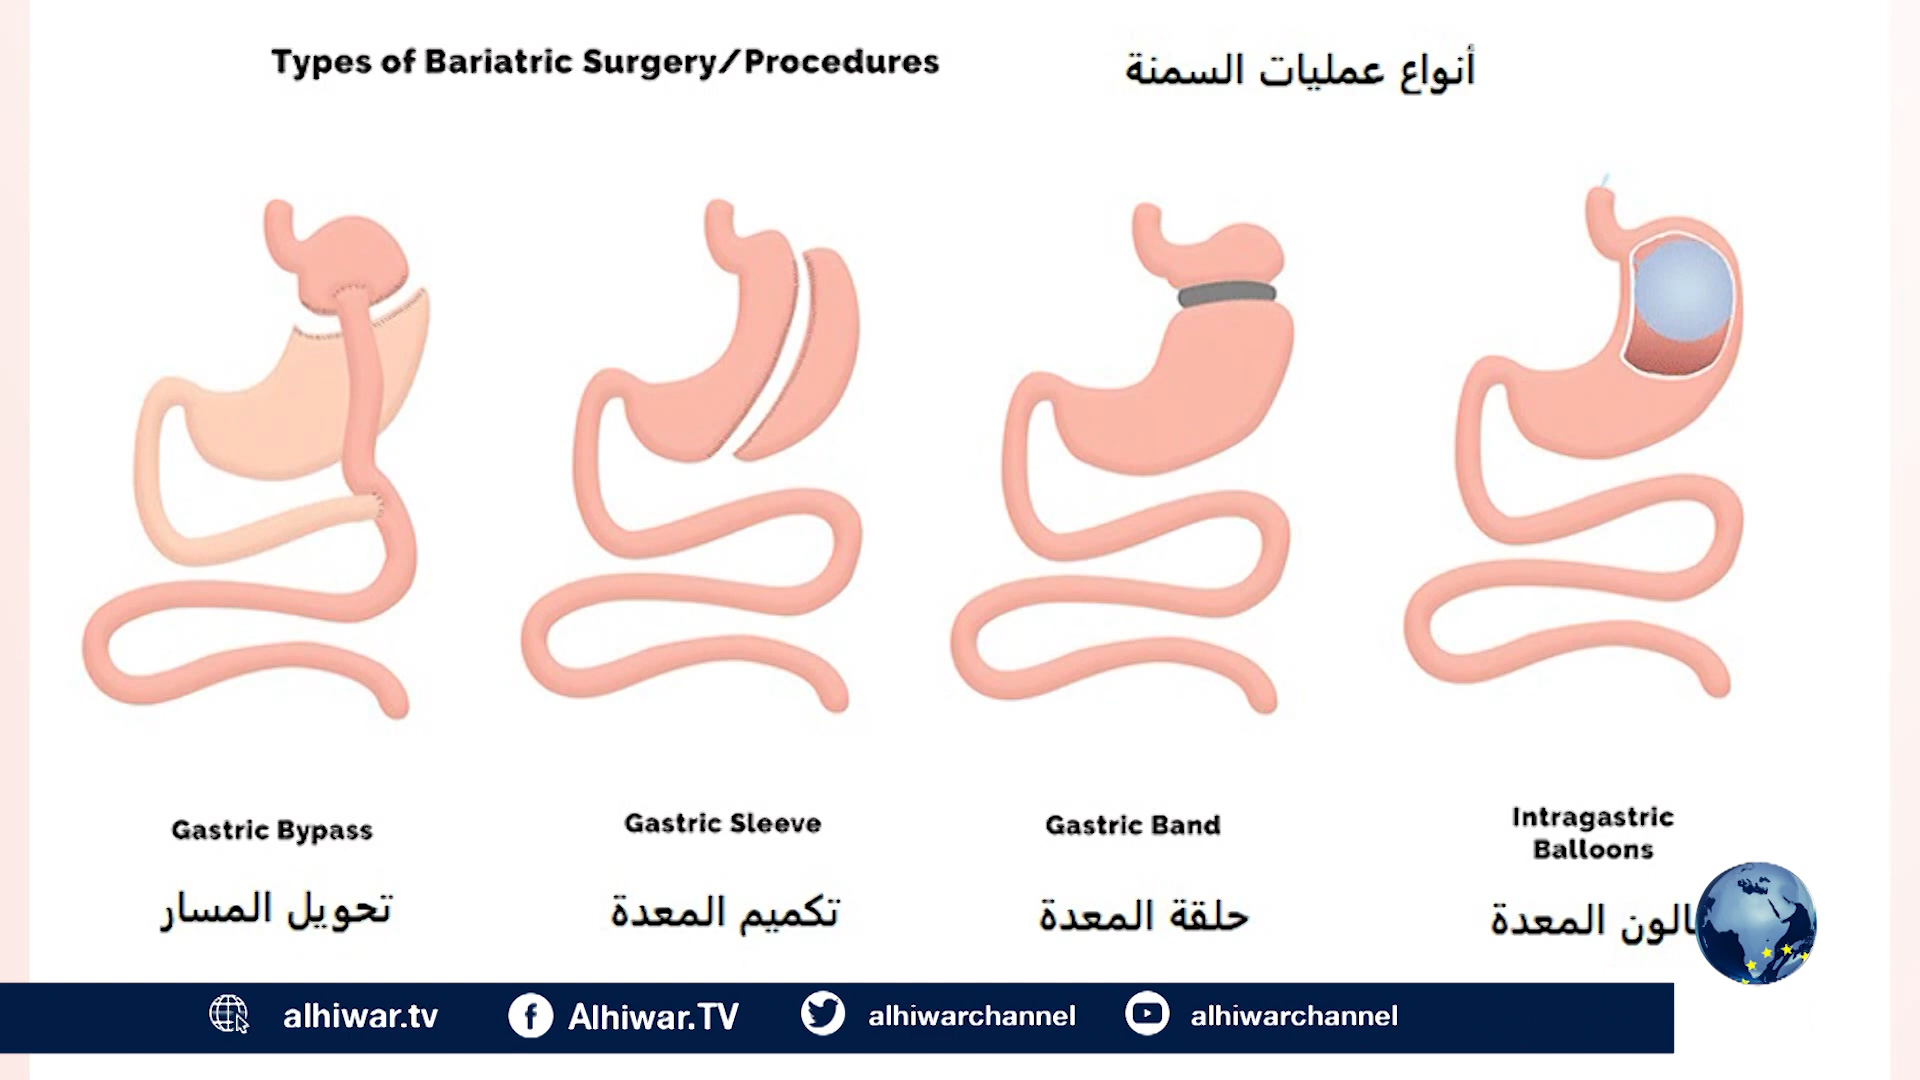 Types of Bariatric Surgery/Procedures
أنواع عمليات السمنة
Gastric Bypass
Gastric Sleeve
Gastric Band
Intragastric
Balloons
تحويل المسار
تكميم المعدة
حلقة المعدة
المعدة
alhiwar.tv
Alhiwar.TV
alhiwarchannel
alhiwarchannel